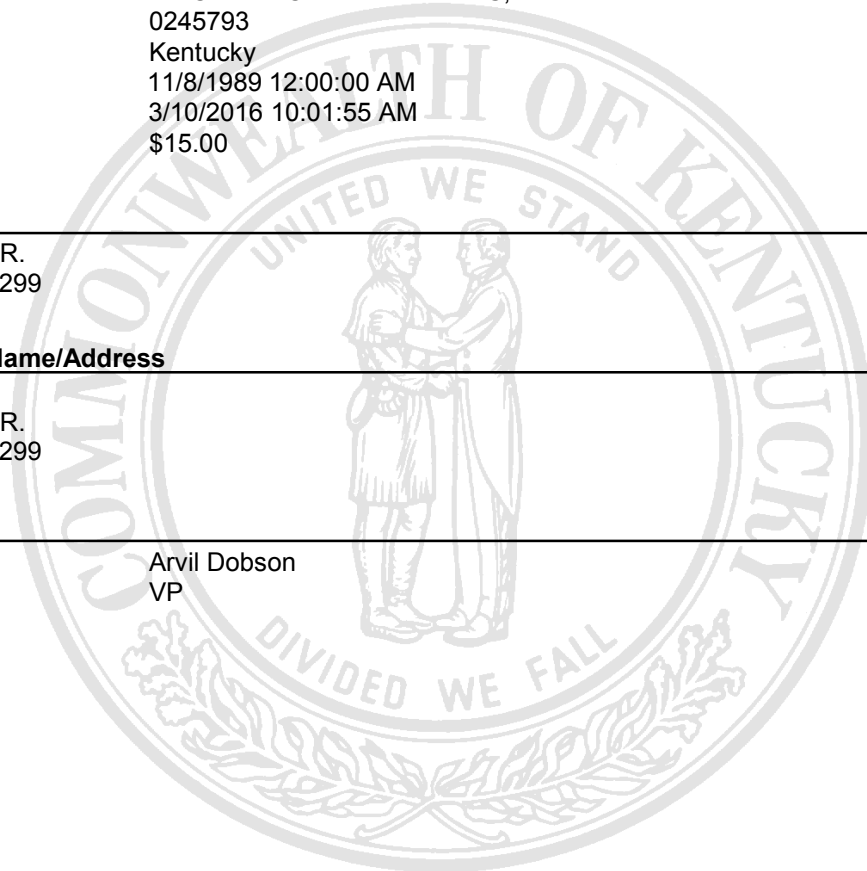 0245793
Kentucky
11/8/1989 12:00:00 AM
3/10/2016 10:01:55 AM
$15.00
R.
299
Name/Address
R.
299
Arvil Dobson
VP
COMMONWEALTH OF KENTUCKY
UNITED WE STAND
DIVIDED WE FALL